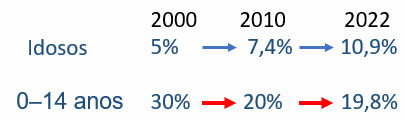 2000 2010 2022
Idosos 5% 7,4% 10,9%
0–14 anos 30% 20% 19,8%